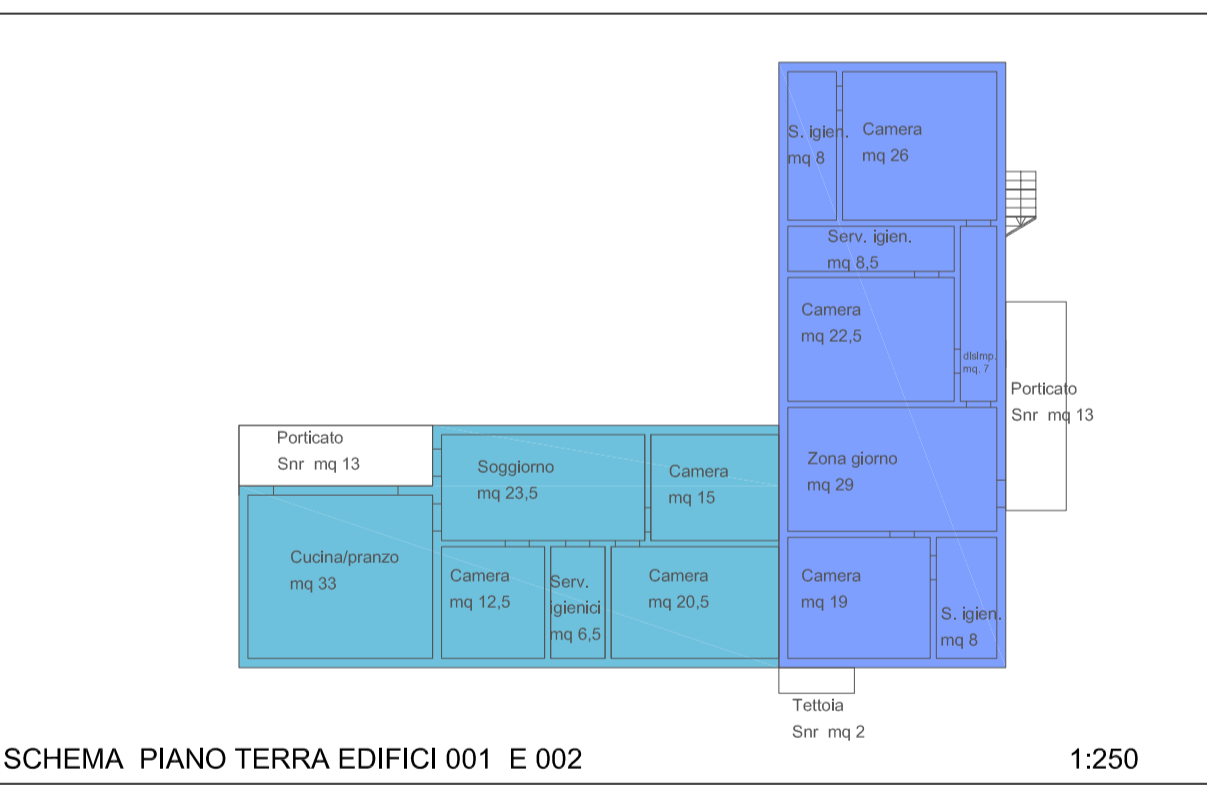 S. igien.
mq 8
Camera
mq 26
Serv. igien.
mq 8,5
Camera
mq 22,5
disImp.
mq. 7
Porticato
Snr mq 13
Porticato
Snr mq 13
Soggiorno
mq 23,5
Camera
mq 15
Zona giorno
mq 29
Cucina/pranzo
mq 33
Camera
mq 12,5
Serv.
igienici
mq 6,5
Camera
mq 20,5
Camera
mq 19
S. igien.
mq 8
Tettoia
Snr mq 2
SCHEMA PIANO TERRA EDIFICI 001 E 002
1:250